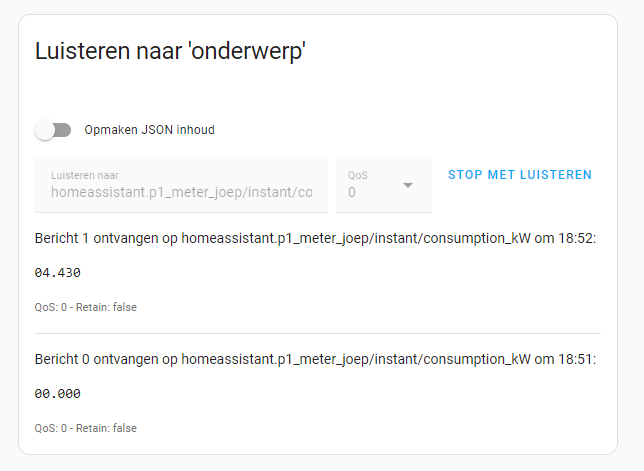 Luisteren naar 'onderwerp'
Opmaken JSON inhoud
Luisteren naar
homeassistant.p1_meter_joep/instant/co
QoS
0
STOP MET LUISTEREN
Bericht 1 ontvangen op homeassistant.p1_meter_joep/instant/consumption_kW om 18:52:
04.430
QoS: 0 - Retain: false
Bericht 0 ontvangen op homeassistant.p1_meter_joep/instant/consumption_kW om 18:51:
00.000
QoS: 0 - Retain: false